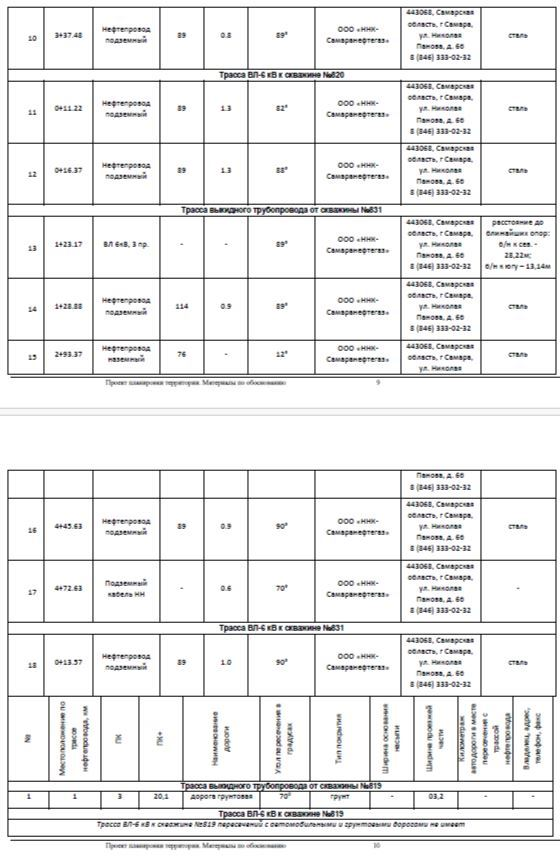 10 3+37.48 Нефтепровод подземный 89 0.8 89° ООО «ННК-Самаранефтегаз» 443068, Самарская область, г Самара, ул. Николая Панова, д. 6б 8 (846) 333-02-32 сталь
Трасса ВЛ-6 кВ к скважине №820
11 0+11.22 Нефтепровод подземный 89 1.3 82° ООО «ННК-Самаранефтегаз» 443068, Самарская область, г Самара, ул. Николая Панова, д. 6б 8 (846) 333-02-32 сталь
12 0+16.37 Нефтепровод подземный 89 1.3 88° ООО «ННК-Самаранефтегаз» 443068, Самарская область, г Самара, ул. Николая Панова, д. 6б 8 (846) 333-02-32 сталь
Трасса выкидного трубопровода от скважины №831
13 1+23.17 ВЛ 6кВ, 3 пр. - - 89° ООО «ННК-Самаранефтегаз» 443068, Самарская область, г Самара, ул. Николая Панова, д. 6б 8 (846) 333-02-32 расстояние до ближайших опор: б/н к сев. - 28,22м; б/н к югу – 13,14м
14 1+28.88 Нефтепровод подземный 114 0.9 89° ООО «ННК-Самаранефтегаз» 443068, Самарская область, г Самара, ул. Николая Панова, д. 6б 8 (846) 333-02-32 сталь
15 2+93.37 Нефтепровод наземный 76 - 12° ООО «ННК-Самаранефтегаз» 443068, Самарская область, г Самара, ул. Николая сталь
Проект планировки территории. Материалы по обоснованию 9
Панова, д. 6б
8 (846) 333-02-32
16 4+45.63 Нефтепровод подземный 89 0.9 90° ООО «ННК-Самаранефтегаз» 443068, Самарская область, г Самара, ул. Николая Панова, д. 6б 8 (846) 333-02-32 сталь
17 4+72.63 Подземный кабель НН - 0.6 70° ООО «ННК-Самаранефтегаз» 443068, Самарская область, г Самара, ул. Николая Панова, д. 6б 8 (846) 333-02-32 -
Трасса ВЛ-6 кВ к скважине №831
18 0+13.57 Нефтепровод подземный 89 1.0 90° ООО «ННК-Самаранефтегаз» 443068, Самарская область, г Самара, ул. Николая Панова, д. 6б 8 (846) 333-02-32 сталь
№ Местоположение по трассе нефтепровода, км ПК ПК+ Наименование дороги Угол пересечения в градусах Тип покрытия Ширина основания насыпи Ширина проезжей части Километраж автодороги в месте пересечения с трассой нефтепровода Владелец, адрес, телефон, факс
Трасса выкидного трубопровода от скважины №819
1 1 3 20,1 дорога грунтовая 70° грунт - 03,2 - -
Трасса ВЛ-6 кВ к скважине №819
Трасса ВЛ-6 кВ к скважине №819 пересечений с автомобильными и грунтовыми дорогами не имеет
Проект планировки территории. Материалы по обоснованию 10